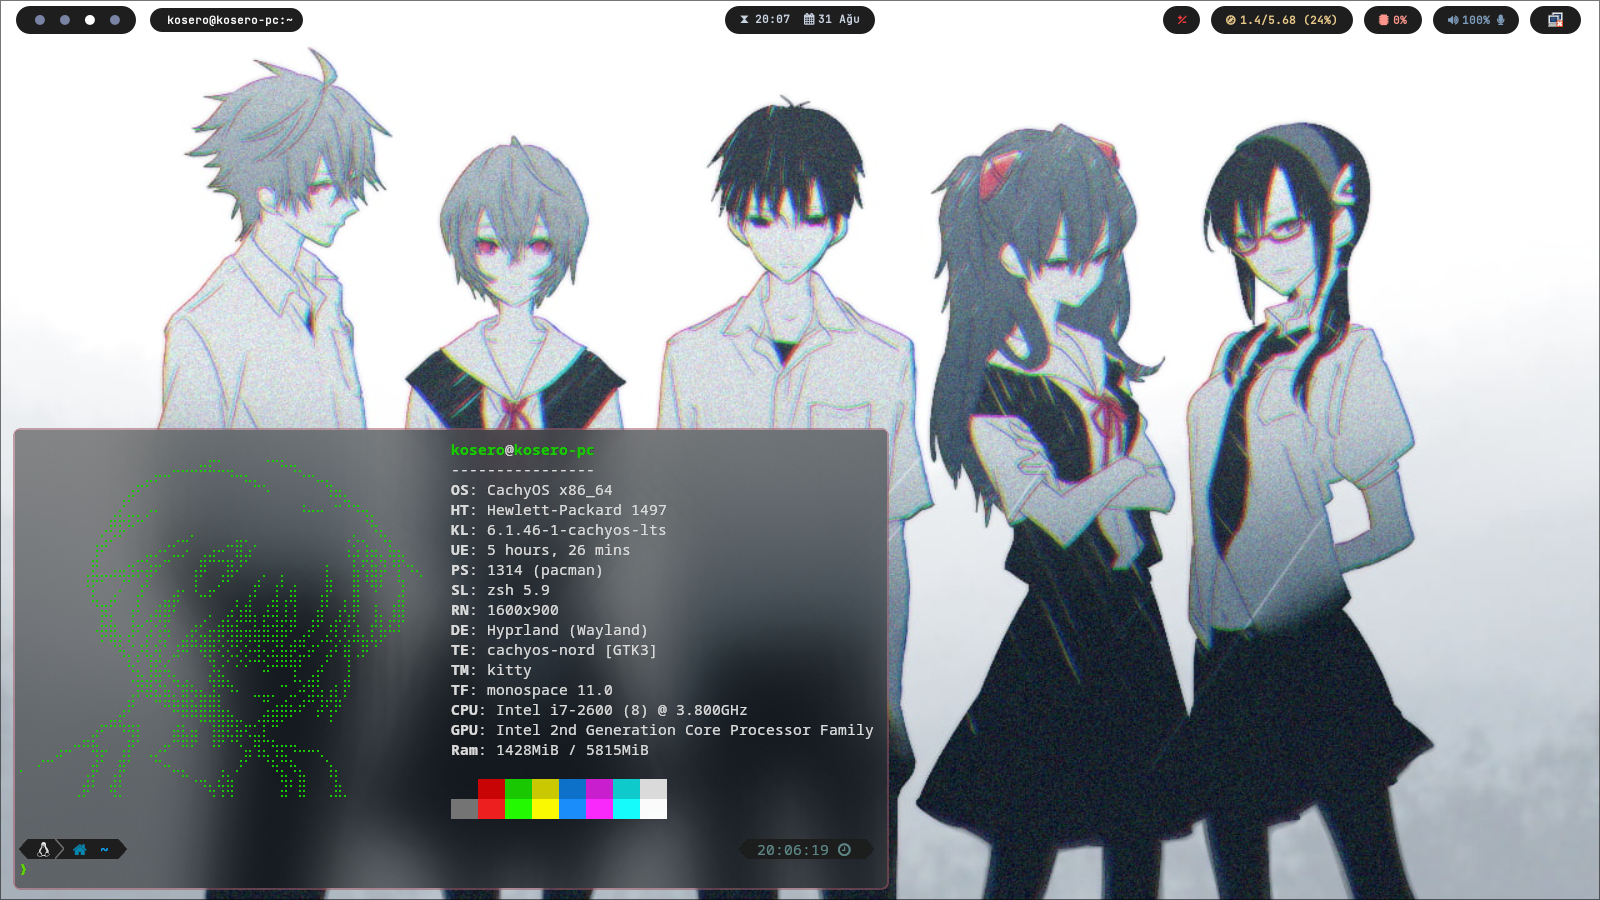 kosero@kosero-pc:~
20:07 31 Ağu
1.4/5.68 (24%)
0%
100%
kosero@kosero-pc
----------------
OS: CachyOS x86_64
HT: Hewlett-Packard 1497
KL: 6.1.46-1-cachyos-lts
UE: 5 hours, 26 mins
PS: 1314 (pacman)
SL: zsh 5.9
RN: 1600x900
DE: Hyprland (Wayland)
TE: cachyos-nord [GTK3]
TM: kitty
TF: monospace 11.0
CPU: Intel i7-2600 (8) @ 3.800GHz
GPU: Intel 2nd Generation Core Processor Family
Ram: 1428MiB / 5815MiB
~ 20:06:19
❯